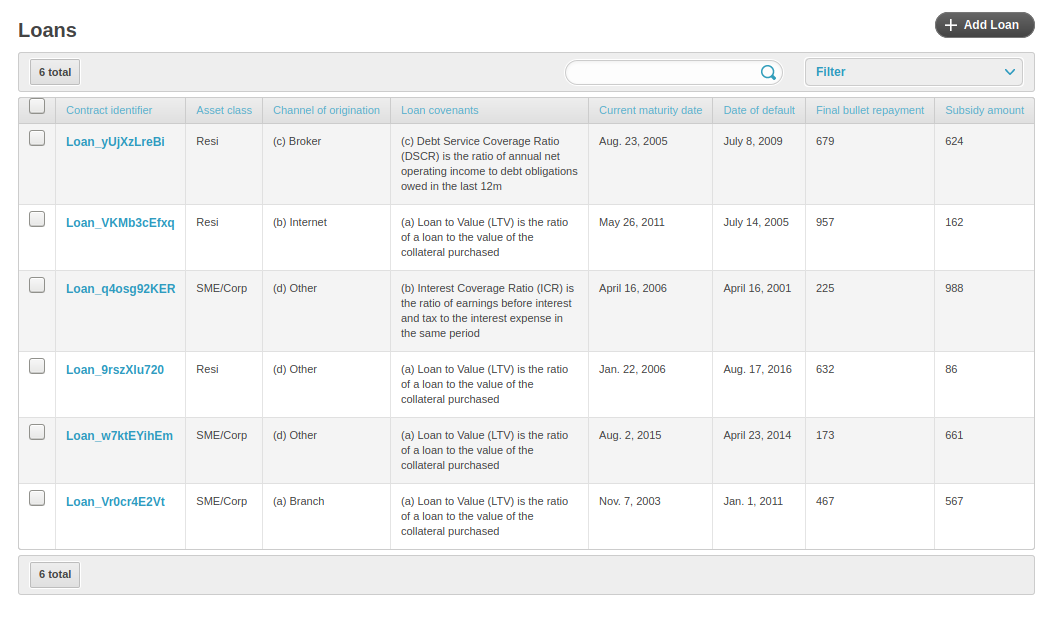 Loans
Add Loan
6 total
Filter
Contract identifier Asset class Channel of origination Loan covenants Current maturity date Date of default Final bullet repayment Subsidy amount
Loan_yUjXzLreBi Resi (c) Broker (c) Debt Service Coverage Ratio Aug. 23, 2005 July 8, 2009 679 624
(DSCR) is the ratio of annual net
operating income to debt obligations
owed in the last 12m
Loan_VKMb3cEfxq Resi (b) Internet (a) Loan to Value (LTV) is the ratio May 26, 2011 July 14, 2005 957 162
of a loan to the value of the
collateral purchased
Loan_q4osg92KER SME/Corp (d) Other (b) Interest Coverage Ratio (ICR) is April 16, 2006 April 16, 2001 225 988
the ratio of earnings before interest
and tax to the interest expense in
the same period
Loan_9rszXlu720 Resi (d) Other (a) Loan to Value (LTV) is the ratio Jan. 22, 2006 Aug. 17, 2016 632 86
of a loan to the value of the
collateral purchased
Loan_w7ktEYihEm SME/Corp (d) Other (a) Loan to Value (LTV) is the ratio Aug. 2, 2015 April 23, 2014 173 661
of a loan to the value of the
collateral purchased
Loan_Vr0cr4E2Vt SME/Corp (a) Branch (a) Loan to Value (LTV) is the ratio Nov. 7, 2003 Jan. 1, 2011 467 567
of a loan to the value of the
collateral purchased
6 total